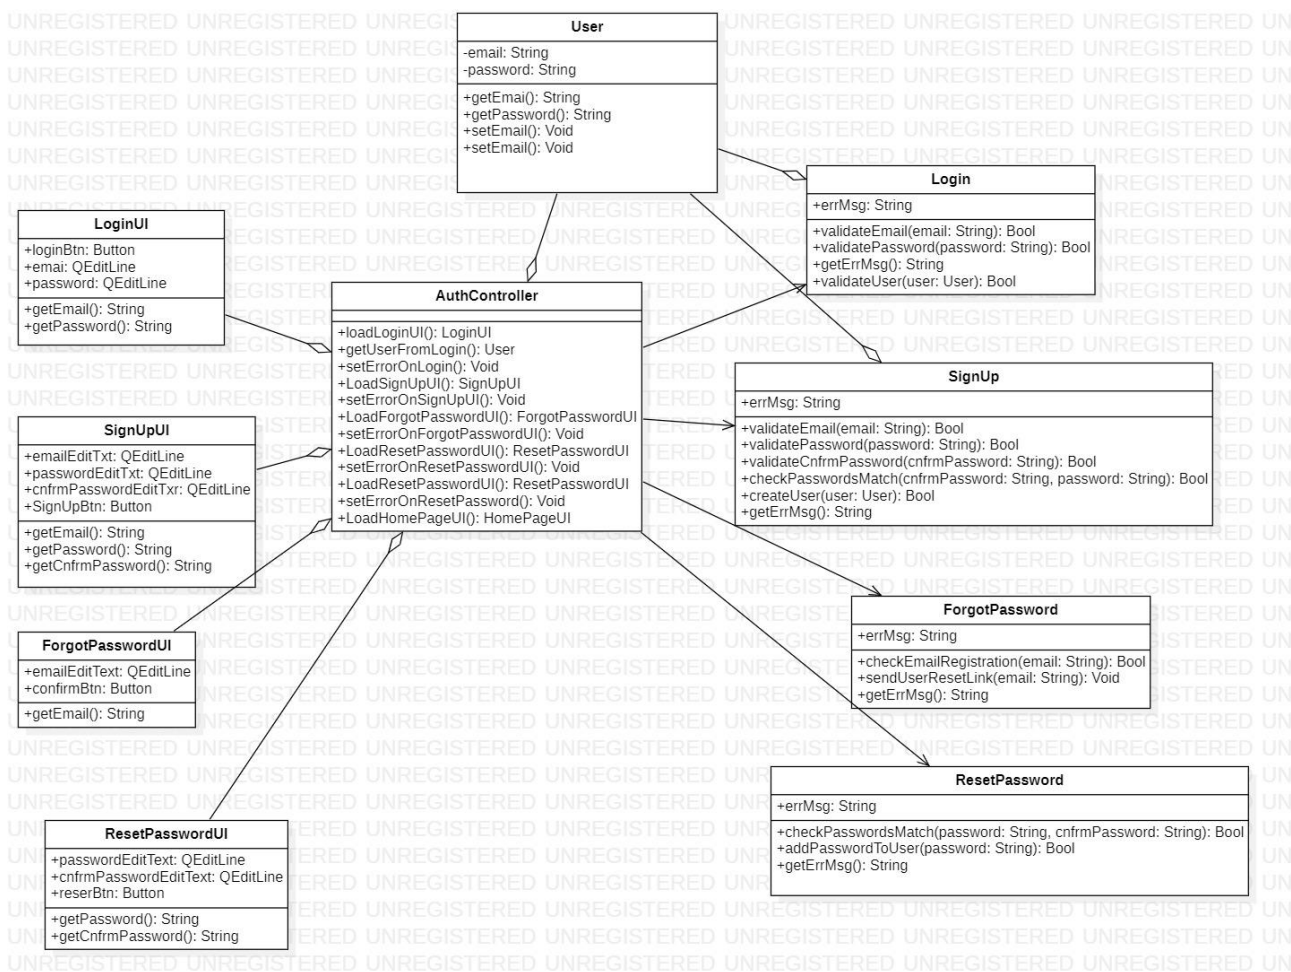 User
-email: String
-password: String
+getEmai(): String
+getPassword(): String
+setEmail(): Void
+setEmail(): Void
Login
+errMsg: String
+validateEmail(email: String): Bool
+validatePassword(password: String): Bool
+getErrMsg(): String
+validateUser(user: User): Bool
LoginUI
+loginBtn: Button
+emai: QEditLine
+password: QEditLine
+getEmail(): String
+getPassword(): String
AuthController
+loadLoginUI(): LoginUI
+getUserFromLogin(): User
+setErrorOnLogin(): Void
+LoadSignUpUI(): SignUpUI
+setErrorOnSignUpUI(): Void
+LoadForgotPasswordUI(): ForgotPasswordUI
+setErrorOnForgotPasswordUI(): Void
+LoadResetPasswordUI(): ResetPasswordUI
+setErrorOnResetPasswordUI(): Void
+LoadResetPasswordUI(): ResetPasswordUI
+setErrorOnResetPassword(): Void
+LoadHomePageUI(): HomePageUI
SignUp
+errMsg: String
+validateEmail(email: String): Bool
+validatePassword(password: String): Bool
+validateCnfrmPassword(cnfrmPassword: String): Bool
+checkPasswordsMatch(cnfrmPassword: String, password: String): Bool
+createUser(user: User): Bool
+getErrMsg(): String
SignUpUI
+emailEditTxt: QEditLine
+passwordEditTxt: QEditLine
+cnfrmPasswordEditTxr: QEditLine
+SignUpBtn: Button
+getEmail(): String
+getPassword(): String
+getCnfrmPassword(): String
ForgotPassword
+errMsg: String
+checkEmailRegistration(email: String): Bool
+sendUserResetLink(email: String): Void
+getErrMsg(): String
ForgotPasswordUI
+emailEditText: QEditLine
+confirmBtn: Button
+getEmail(): String
ResetPassword
+errMsg: String
+checkPasswordsMatch(password: String, cnfrmPassword: String): Bool
+addPasswordToUser(password: String): Bool
+getErrMsg(): String
ResetPasswordUI
+passwordEditText: QEditLine
+cnfrmPasswordEditText: QEditLine
+reserBtn: Button
+getPassword(): String
+getCnfrmPassword(): String